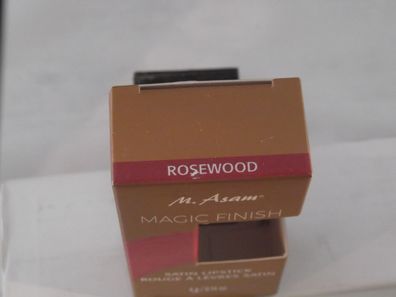 ROSEWOOD
M. Asam®
MAGIC FINISH
SATIN LIPSTICK
ROUGE À LÈVRES SATIN